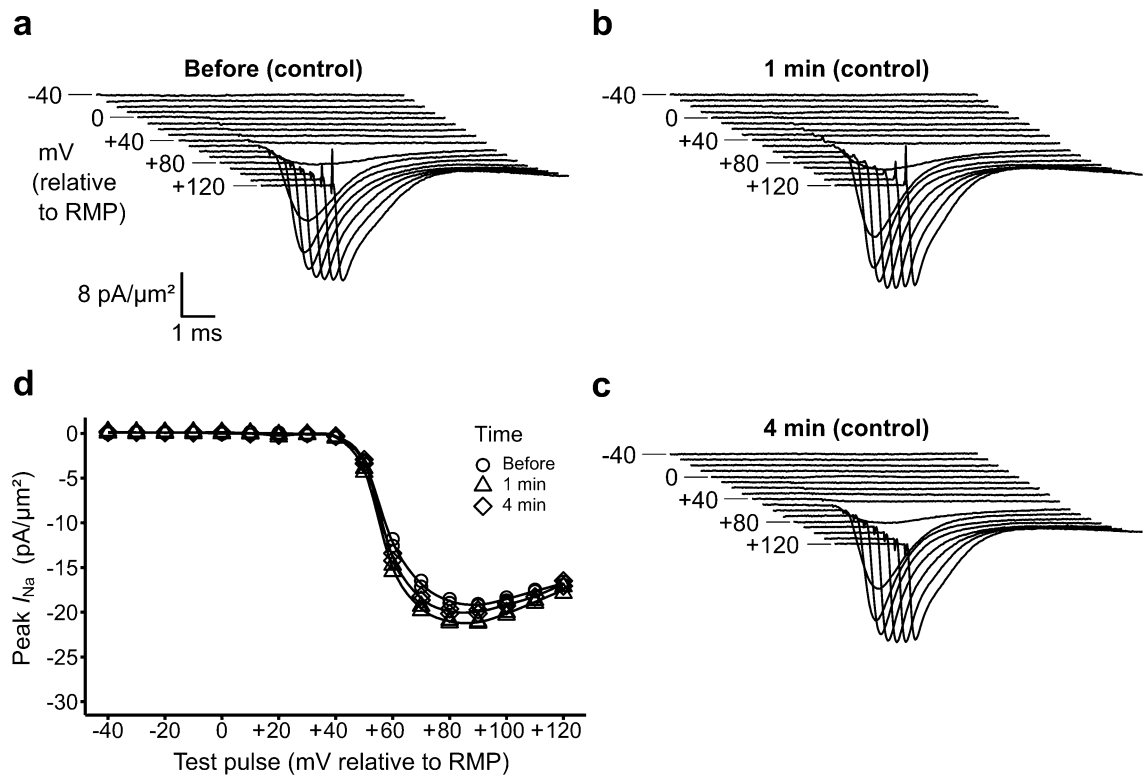 a
Before (control)
-40
0
+40
+80
+120
mV
(relative
to RMP)
8 pA/µm²
1 ms
b
1 min (control)
-40
0
+40
+80
+120
d
0
-5
-10
-15
-20
-25
-30
Peak INa (pA/µm²)
-40
-20
0
+20
+40
+60
+80
+100
+120
Test pulse (mV relative to RMP)
Time
Before
1 min
4 min
c
4 min (control)
-40
0
+40
+80
+120